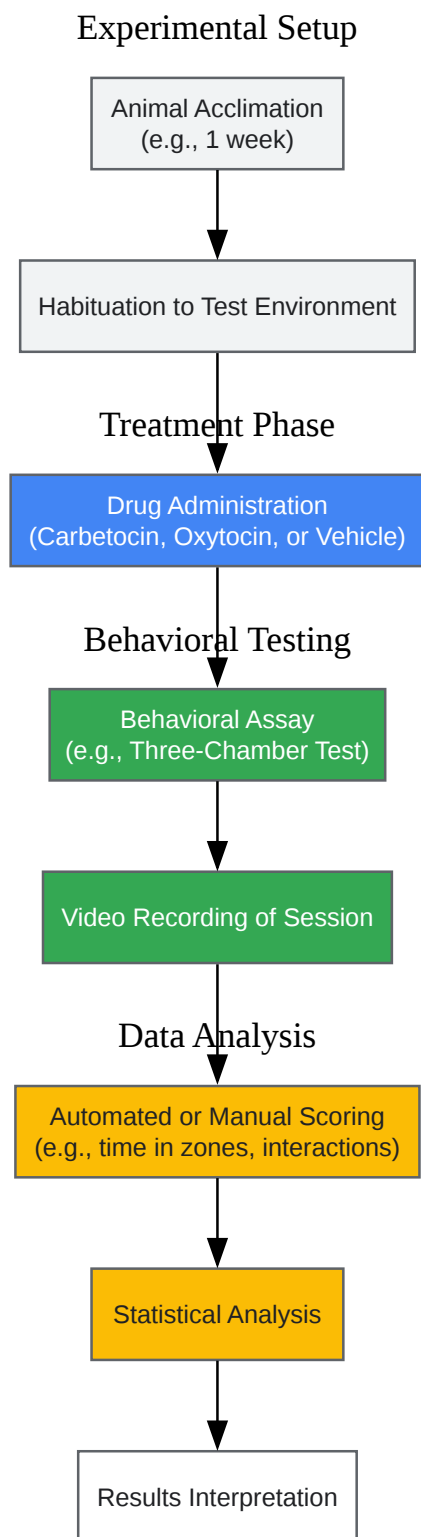 Experimental Setup
Animal Acclimation
(e.g., 1 week)
Habituation to Test Environment
Treatment Phase
Drug Administration
(Carbetocin, Oxytocin, or Vehicle)
Behavioral Testing
Behavioral Assay
(e.g., Three-Chamber Test)
Video Recording of Session
Data Analysis
Automated or Manual Scoring
(e.g., time in zones, interactions)
Statistical Analysis
Results Interpretation